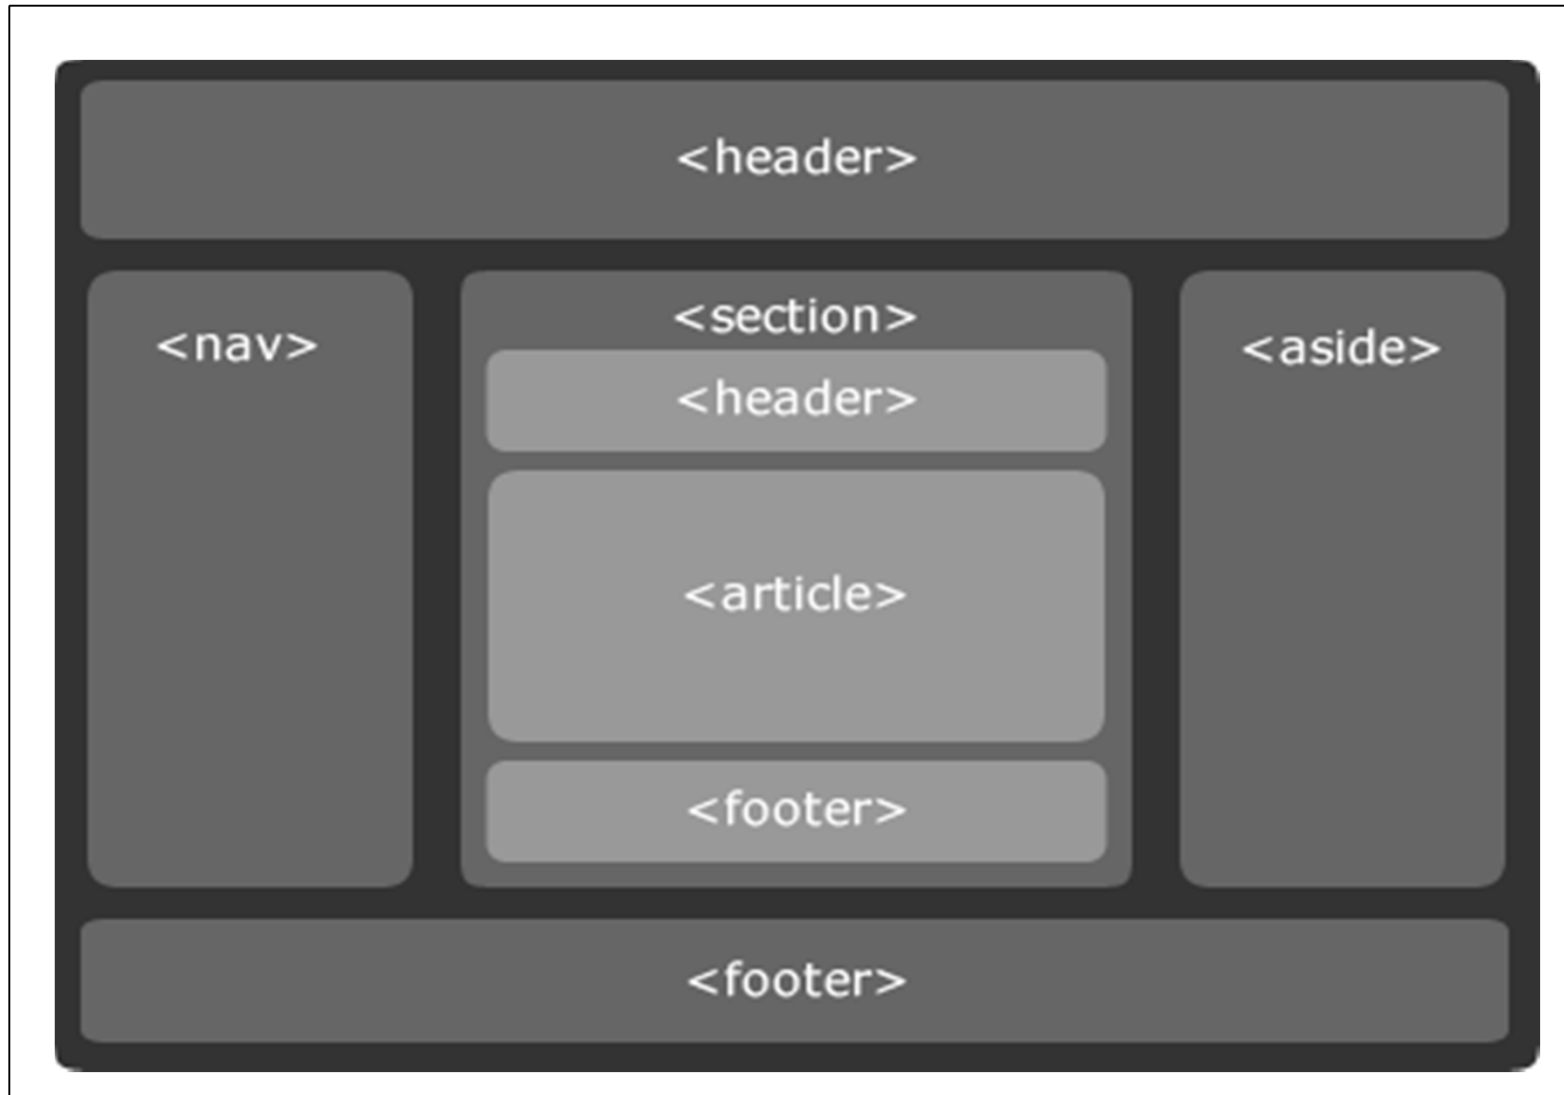 <header>
<nav>
<section>
<header>
<article>
<footer>
<aside>
<footer>